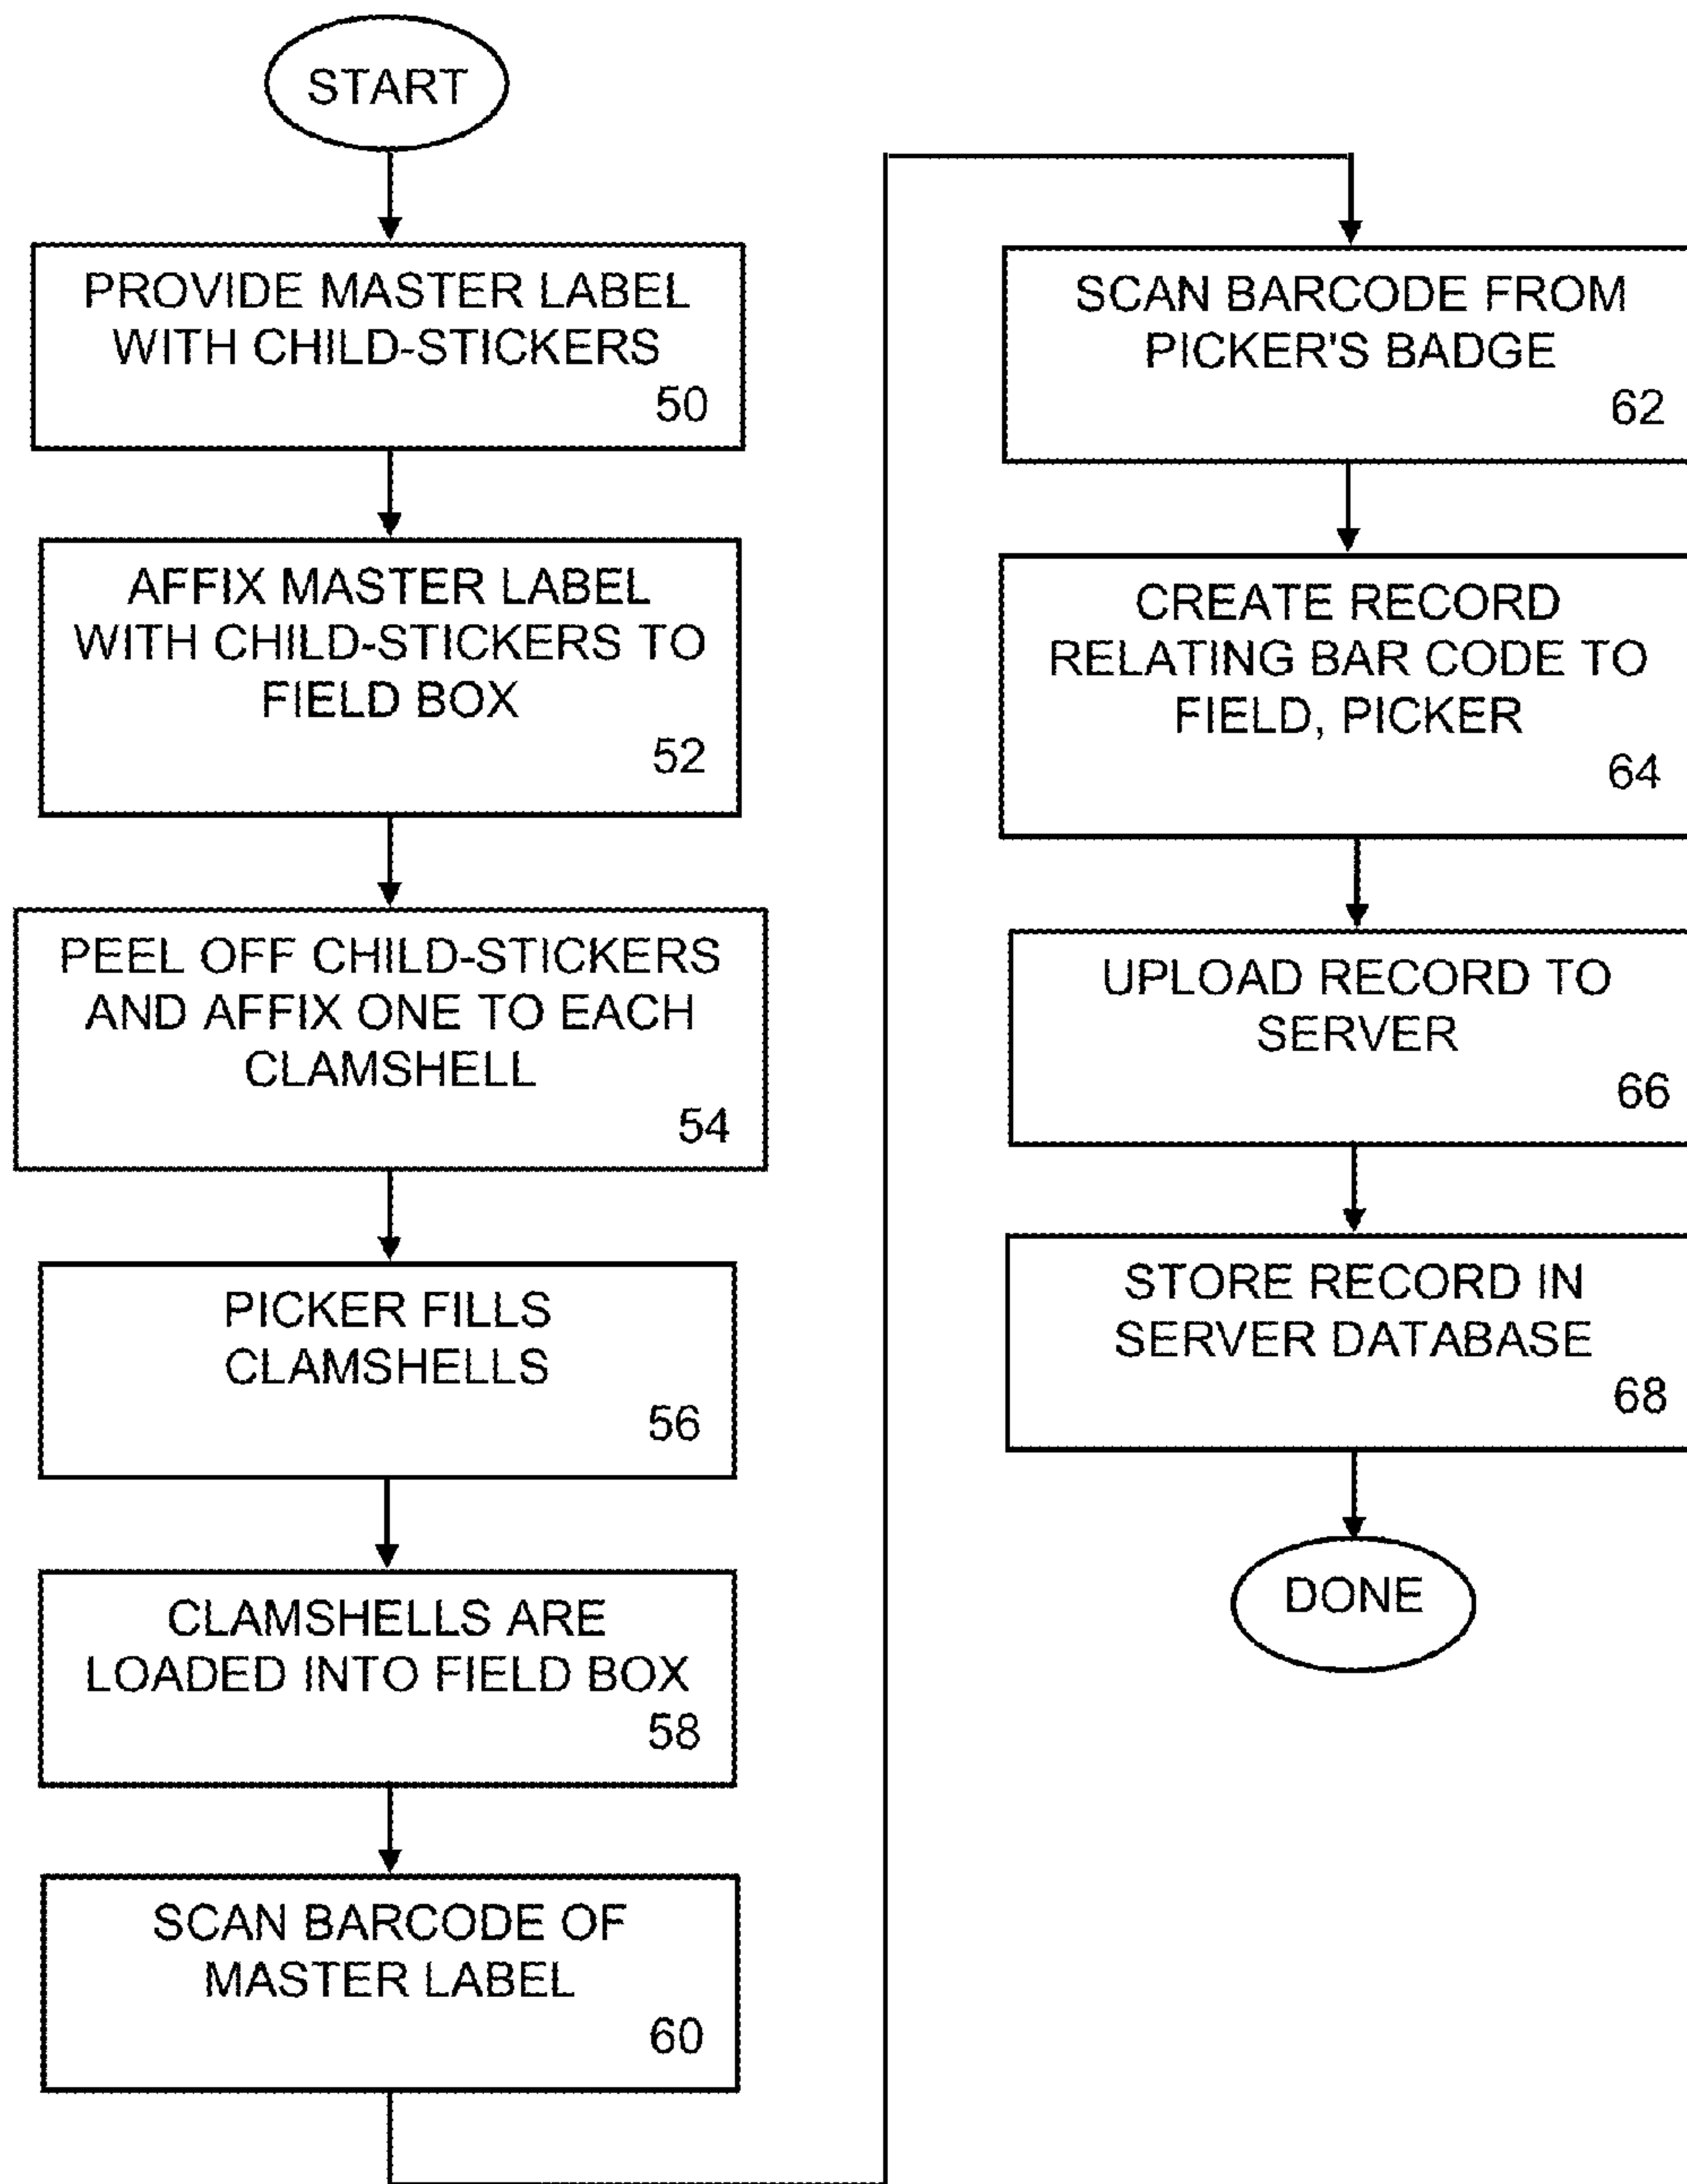 START
PROVIDE MASTER LABEL
WITH CHILD-STICKERS
50
AFFIX MASTER LABEL
WITH CHILD-STICKERS TO
FIELD BOX
52
PEEL OFF CHILD-STICKERS
AND AFFIX ONE TO EACH
CLAMSHELL
54
PICKER FILLS
CLAMSHELLS
56
CLAMSHELLS ARE
LOADED INTO FIELD BOX
58
SCAN BARCODE OF
MASTER LABEL
60
SCAN BARCODE FROM
PICKER'S BADGE
62
CREATE RECORD
RELATING BAR CODE TO
FIELD, PICKER
64
UPLOAD RECORD TO
SERVER
66
STORE RECORD IN
SERVER DATABASE
68
DONE